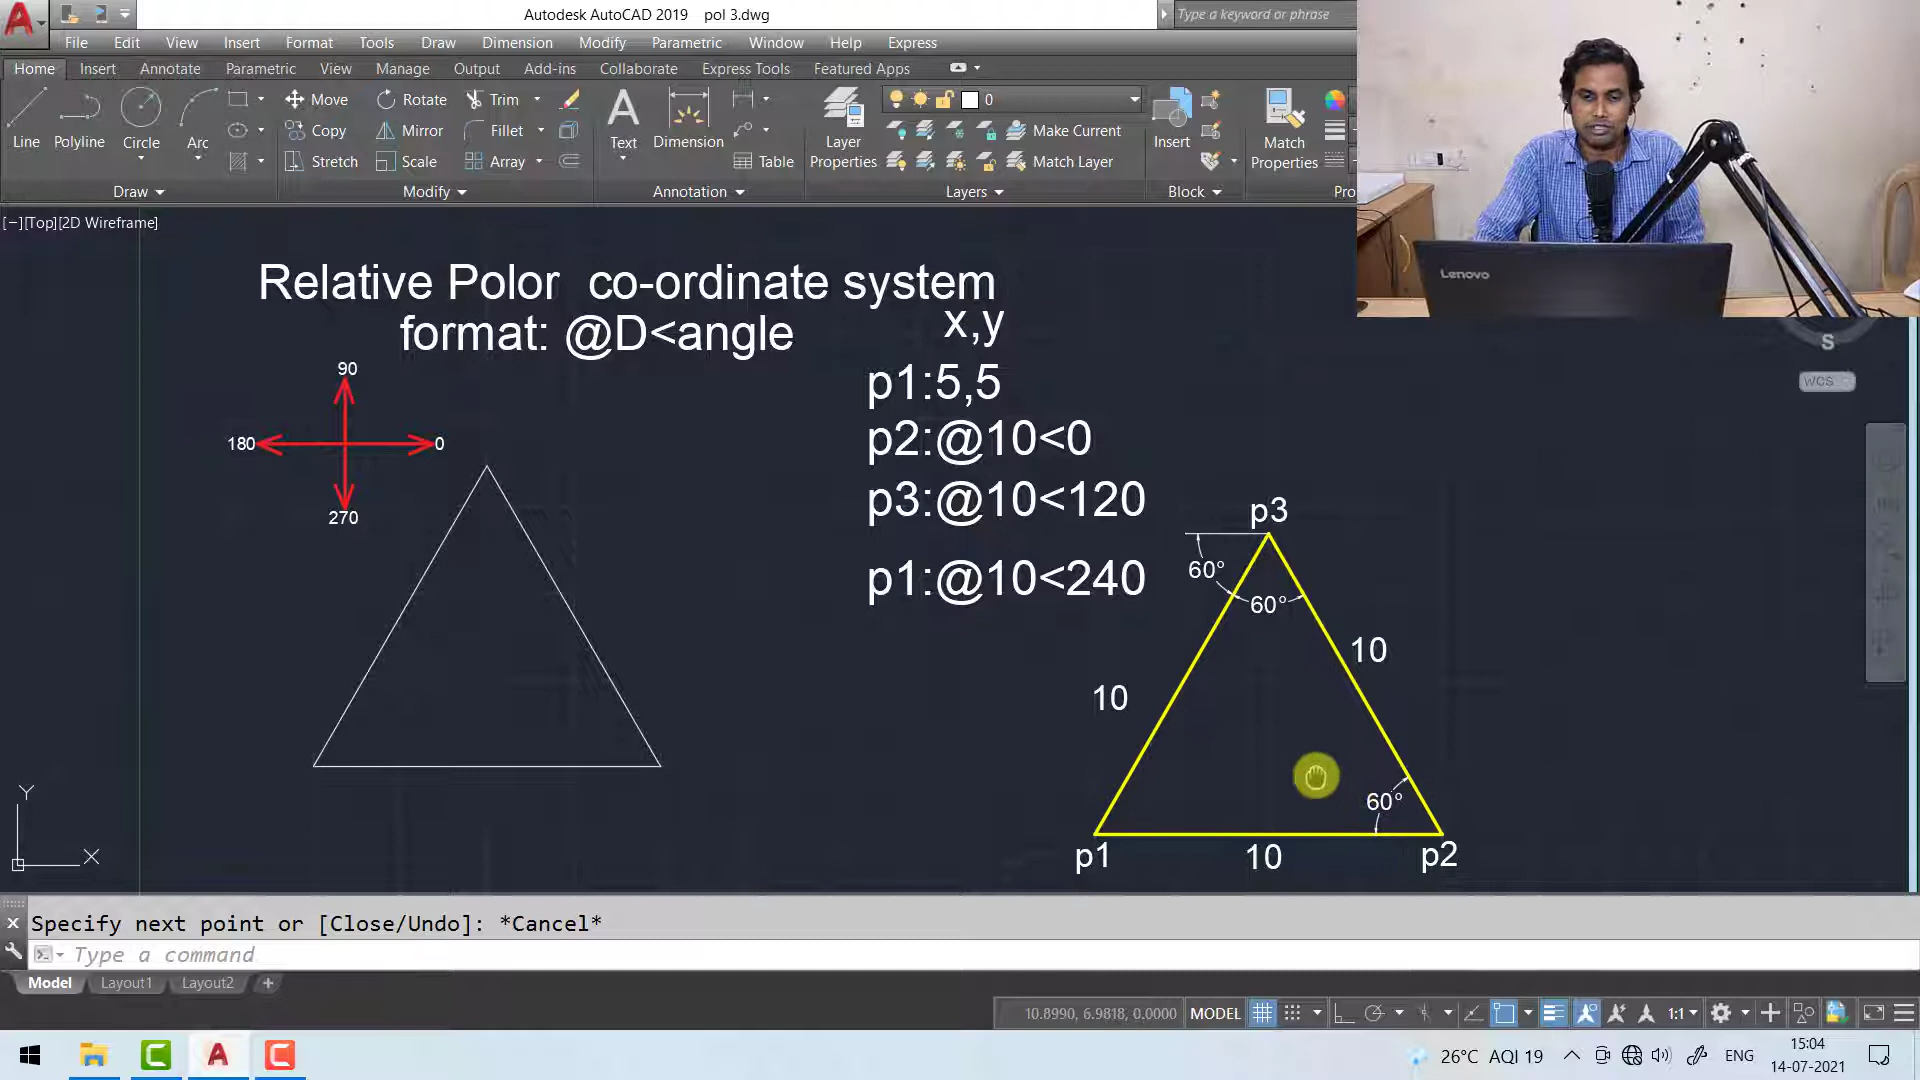 Autodesk AutoCAD 2019 pol 3.dwg
Type a keyword or phrase
File Edit View Insert Format Tools Draw Dimension Modify Parametric Window Help Express
Home Insert Annotate Parametric View Manage Output Add-ins Collaborate Express Tools Featured Apps
Line Polyline Circle Arc
Move Rotate Trim
Copy Mirror Fillet
Stretch Scale Array
Text Dimension Table
Layer Properties
0
Make Current
Match Layer
Insert
Match Properties
Draw Modify Annotation Layers Block Pro
[−][Top][2D Wireframe]
Lenovo
S
WCS
Relative Polor co-ordinate system
format: @D<angle
x,y
p1:5,5
p2:@10<0
p3:@10<120
p1:@10<240
90
180
0
270
p3
60°
60°
10
10
60°
p1
10
p2
Y
X
Specify next point or [Close/Undo]: *Cancel*
Type a command
Model Layout1 Layout2 +
10.8990, 6.9818, 0.0000 MODEL 1:1
26°C AQI 19 ENG
15:04
14-07-2021